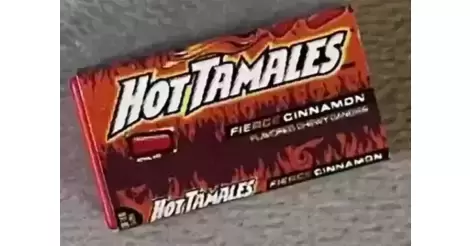 HOT TAMALES
FIERCE CINNAMON
FLAVORED CHEWY CANDIES
HOT TAMALES FIERCE CINNAMON